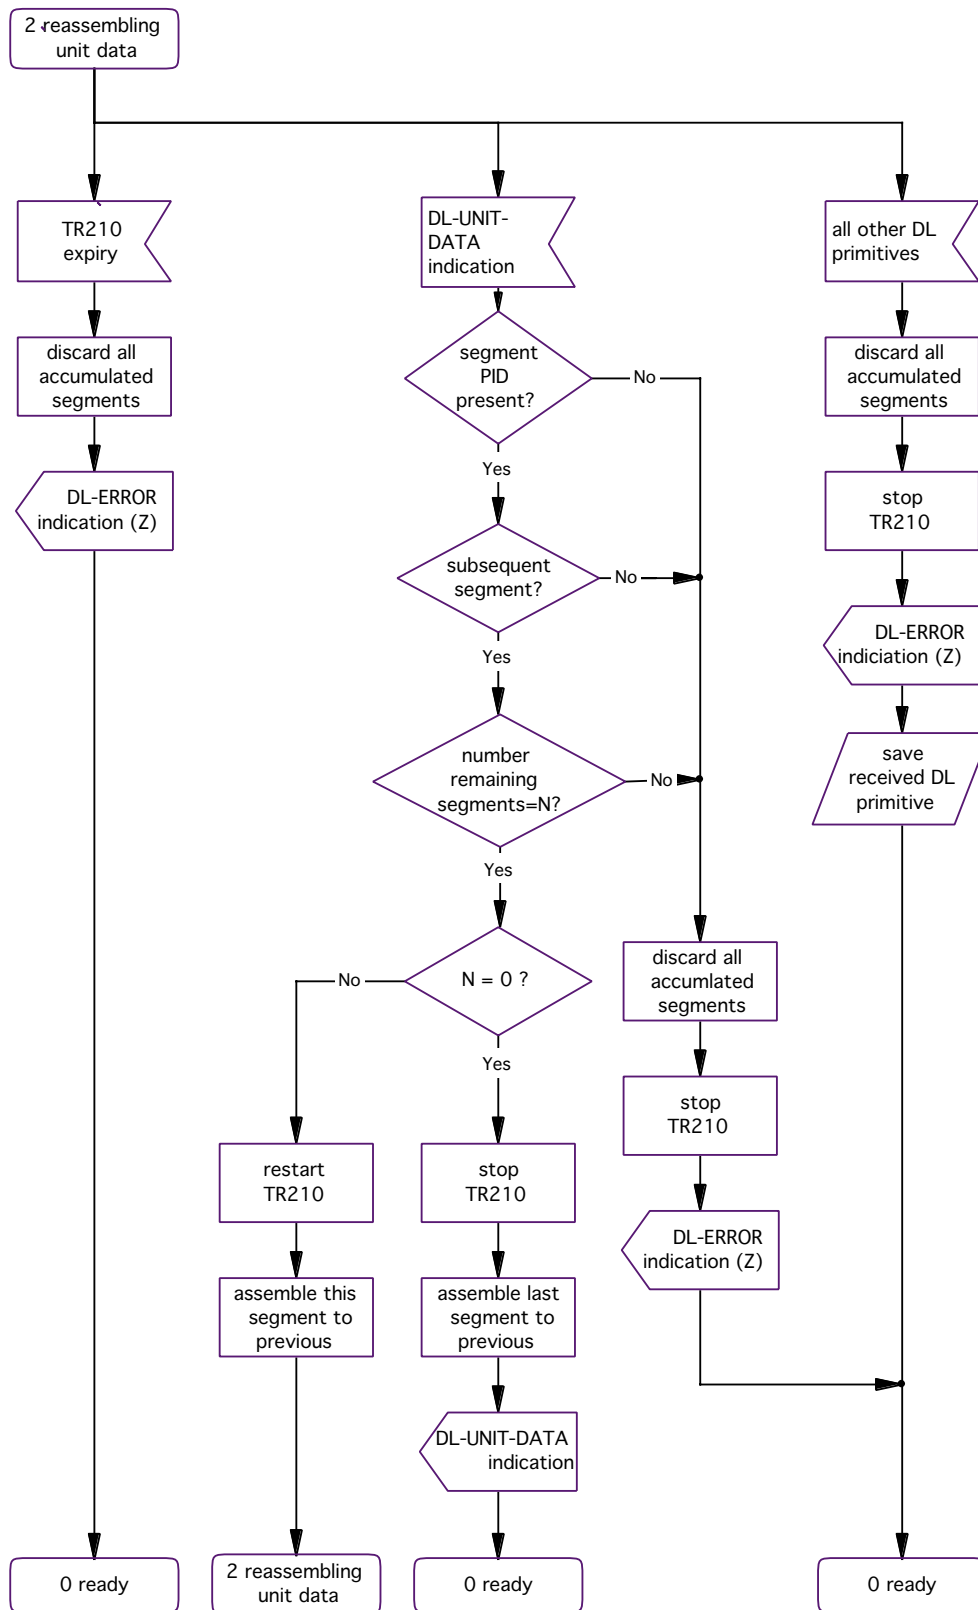 2 reassembling
unit data
TR210
expiry
discard all
accumulated
segments
DL-ERROR
indication (Z)
0 ready
DL-UNIT-
DATA
indication
segment
PID
present?
No
Yes
subsequent
segment?
No
Yes
number
remaining
segments=N?
No
Yes
N = 0 ?
No
Yes
restart
TR210
assemble this
segment to
previous
2 reassembling
unit data
stop
TR210
assemble last
segment to
previous
DL-UNIT-DATA
indication
0 ready
discard all
accumlated
segments
stop
TR210
DL-ERROR
indication (Z)
all other DL
primitives
discard all
accumulated
segments
stop
TR210
DL-ERROR
indiciation (Z)
save
received DL
primitive
0 ready